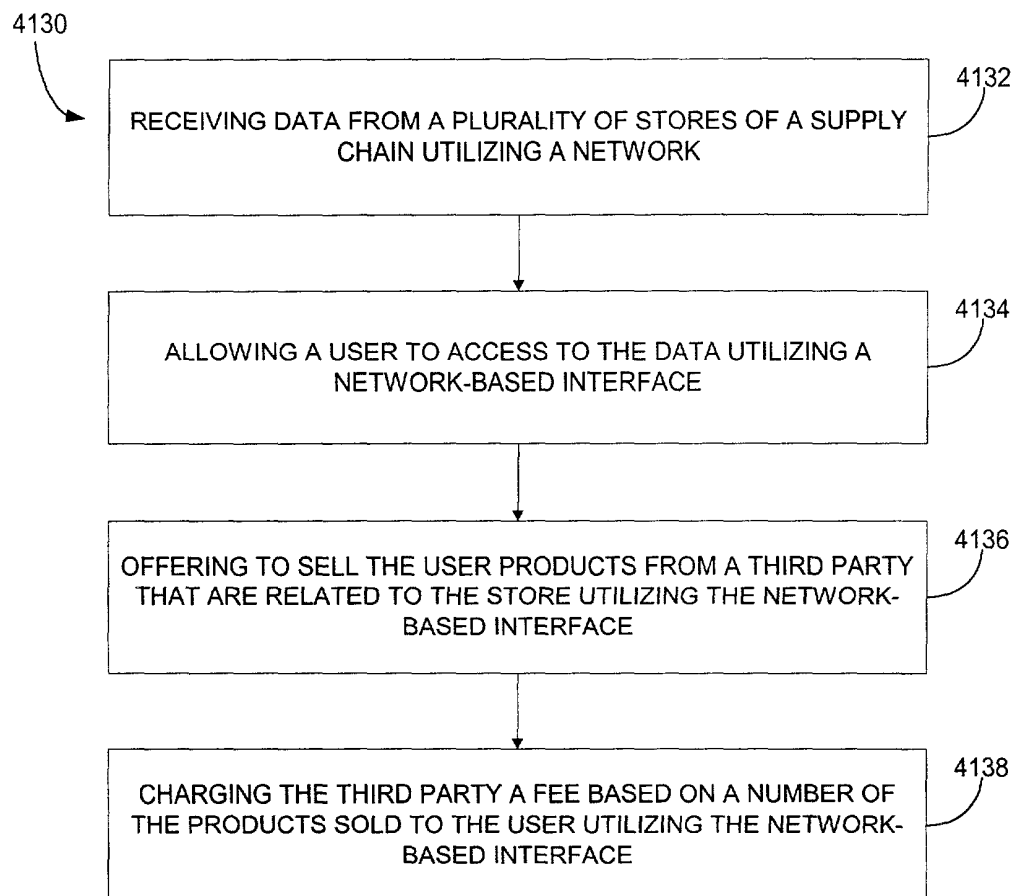 4130
4132
RECEIVING DATA FROM A PLURALITY OF STORES OF A SUPPLY
CHAIN UTILIZING A NETWORK
4134
ALLOWING A USER TO ACCESS TO THE DATA UTILIZING A
NETWORK-BASED INTERFACE
4136
OFFERING TO SELL THE USER PRODUCTS FROM A THIRD PARTY
THAT ARE RELATED TO THE STORE UTILIZING THE NETWORK-
BASED INTERFACE
4138
CHARGING THE THIRD PARTY A FEE BASED ON A NUMBER OF
THE PRODUCTS SOLD TO THE USER UTILIZING THE NETWORK-
BASED INTERFACE